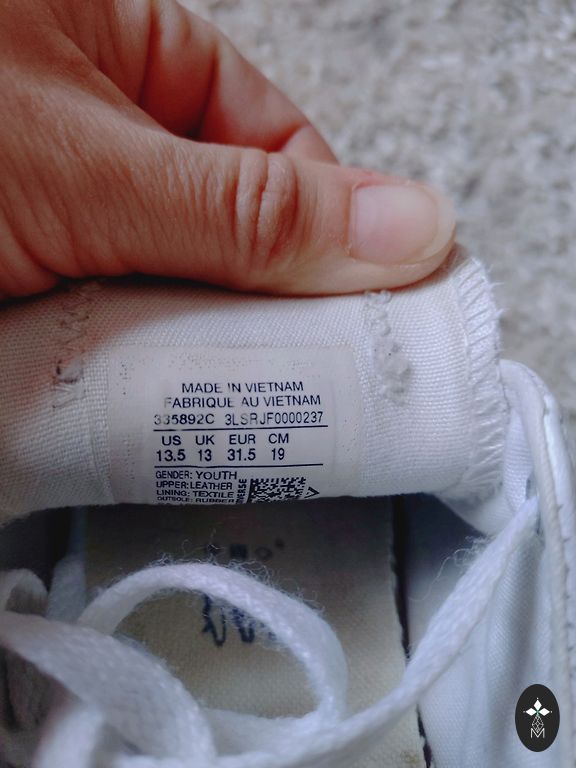 MADE IN VIETNAM
FABRIQUE AU VIETNAM
335892C 3LSRJF0000237
US UK EUR CM
13.5 13 31.5 19
GENDER: YOUTH
UPPER: LEATHER
LINING: TEXTILE
OUTSOLE: RUBBER
M